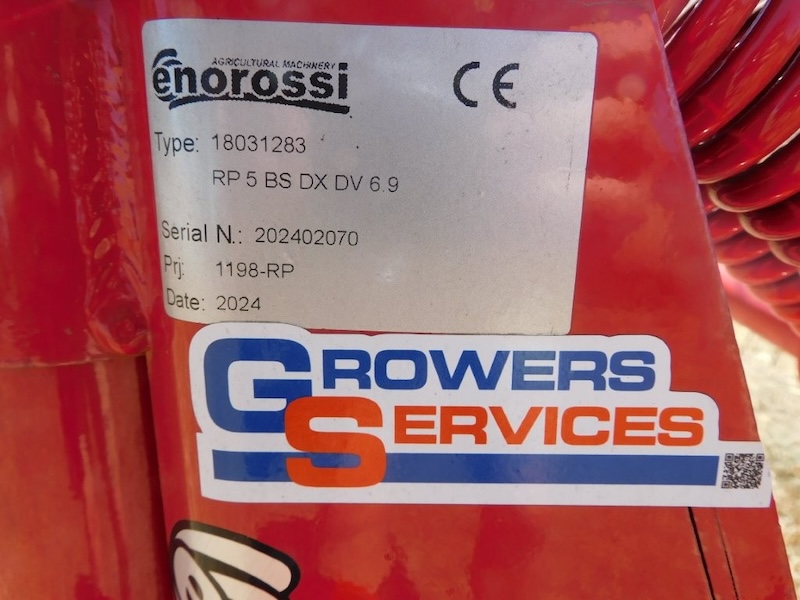 AGRICULTURAL MACHINERY
enorossi
CE
Type: 18031283
RP 5 BS DX DV 6.9
Serial N.: 202402070
Prj: 1198-RP
Date: 2024
GROWERS
SERVICES